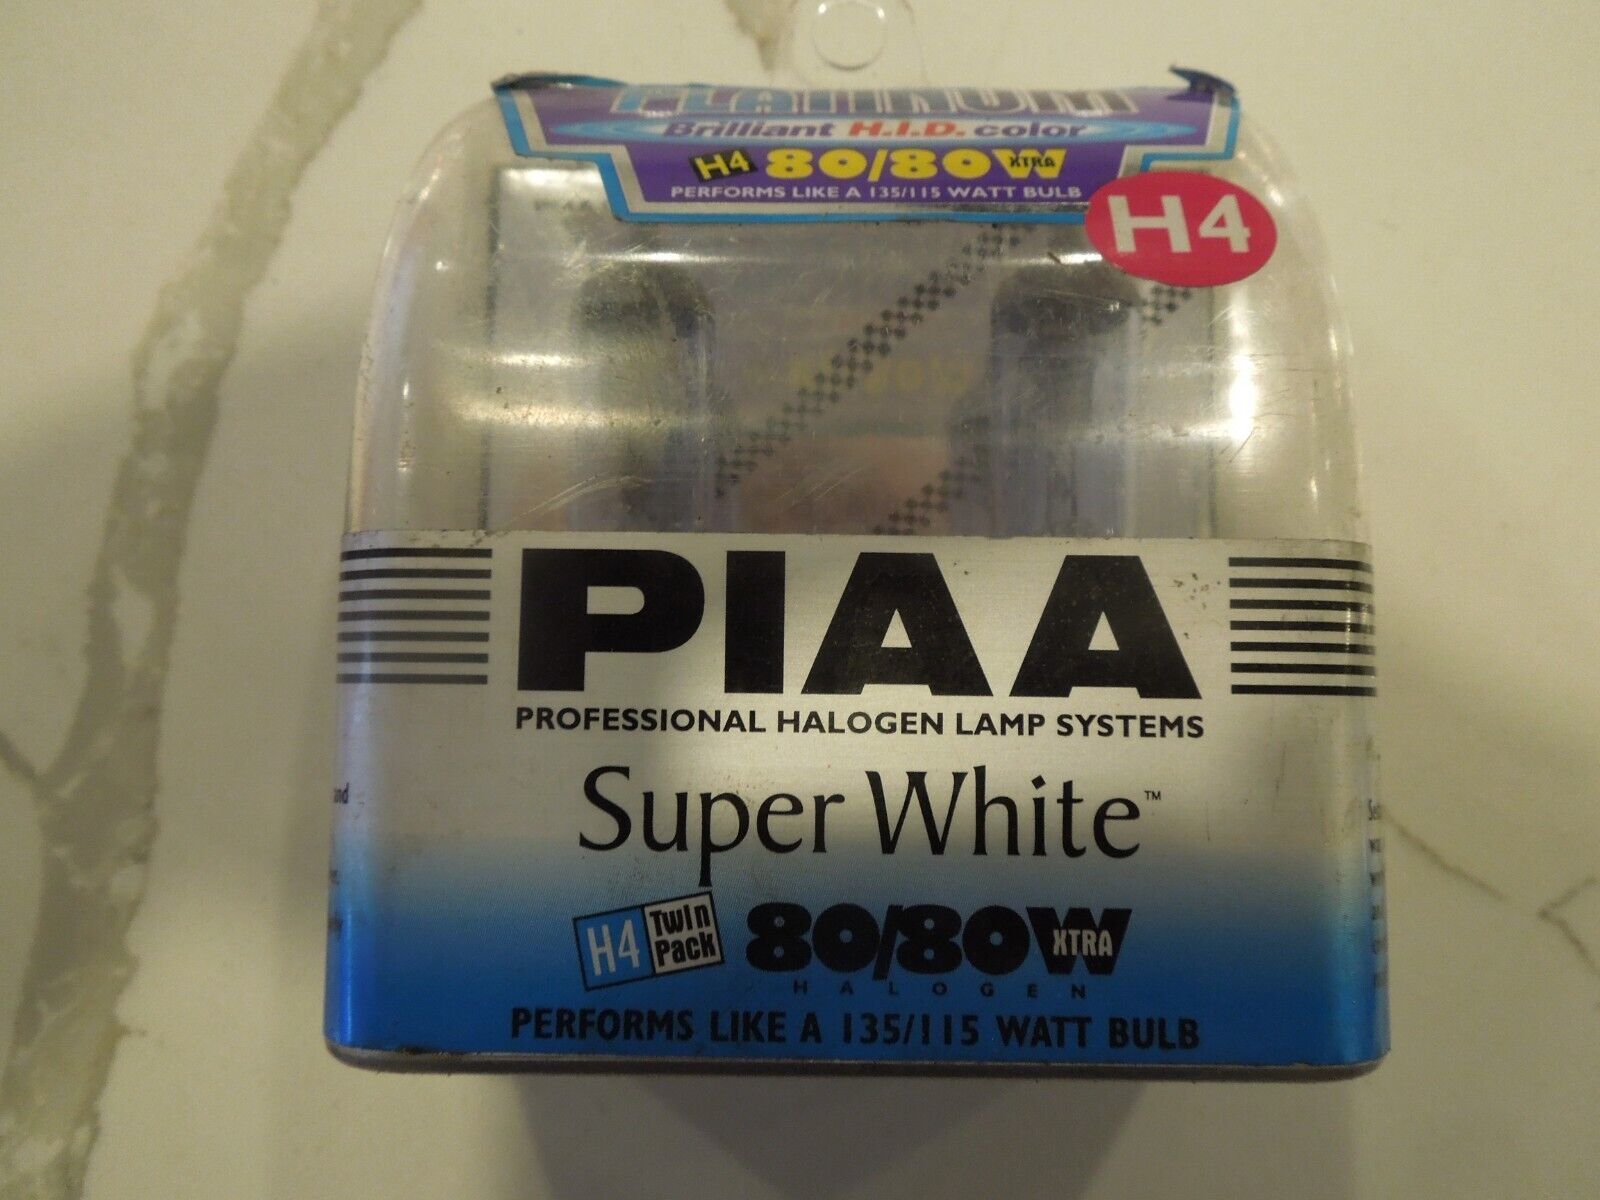 PLATINUM
Brilliant H.I.D. color
H4 80/80W XTRA
PERFORMS LIKE A 135/115 WATT BULB
H4
PIAA
PROFESSIONAL HALOGEN LAMP SYSTEMS
Super White™
H4 Twin Pack 80/80W XTRA
HALOGEN
PERFORMS LIKE A 135/115 WATT BULB